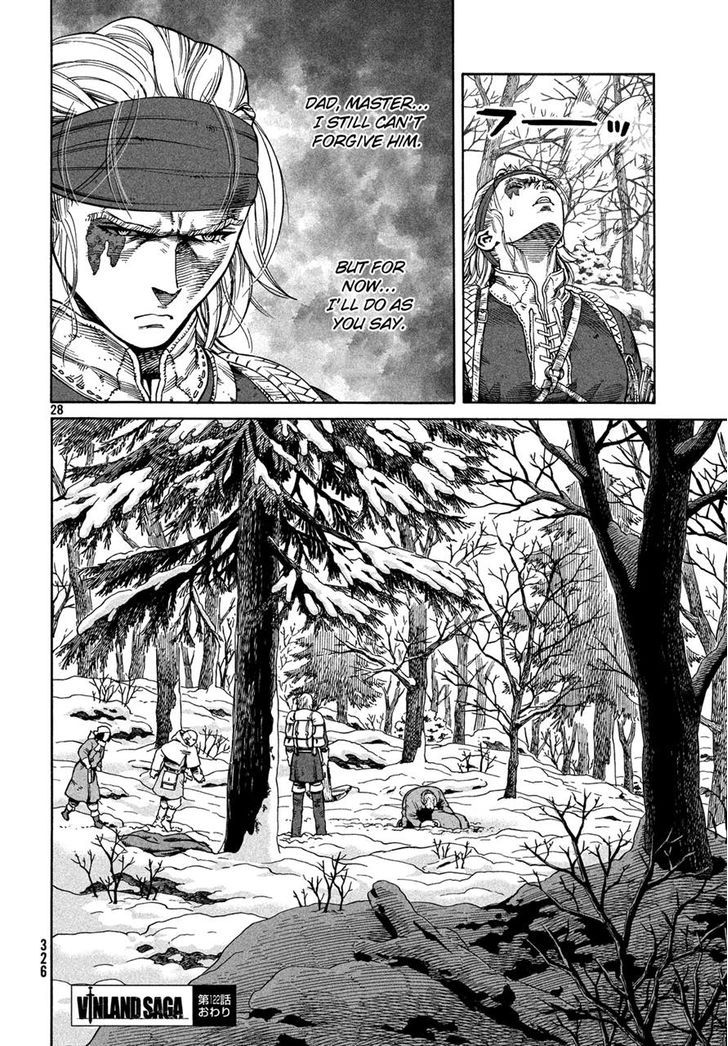 フーーッ
DAD, MASTER...
I STILL CAN'T
FORGIVE HIM.
BUT FOR
NOW...
I'LL DO AS
YOU SAY.
28
326
VINLAND SAGA
第122話
おわり